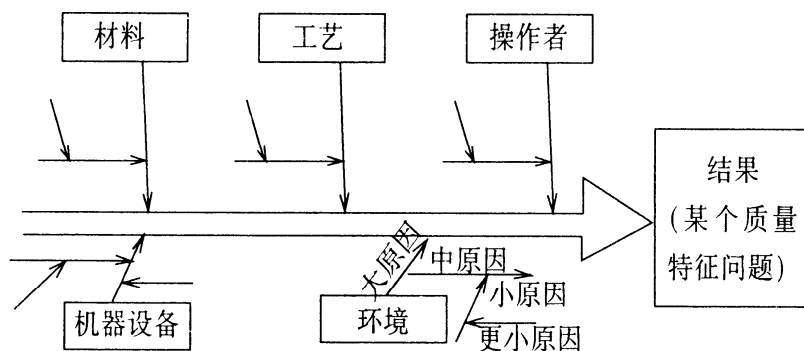 材料
工艺
操作者
结果
(某个质量
特征问题)
大原因
中原因
小原因
更小原因
机器设备
环境